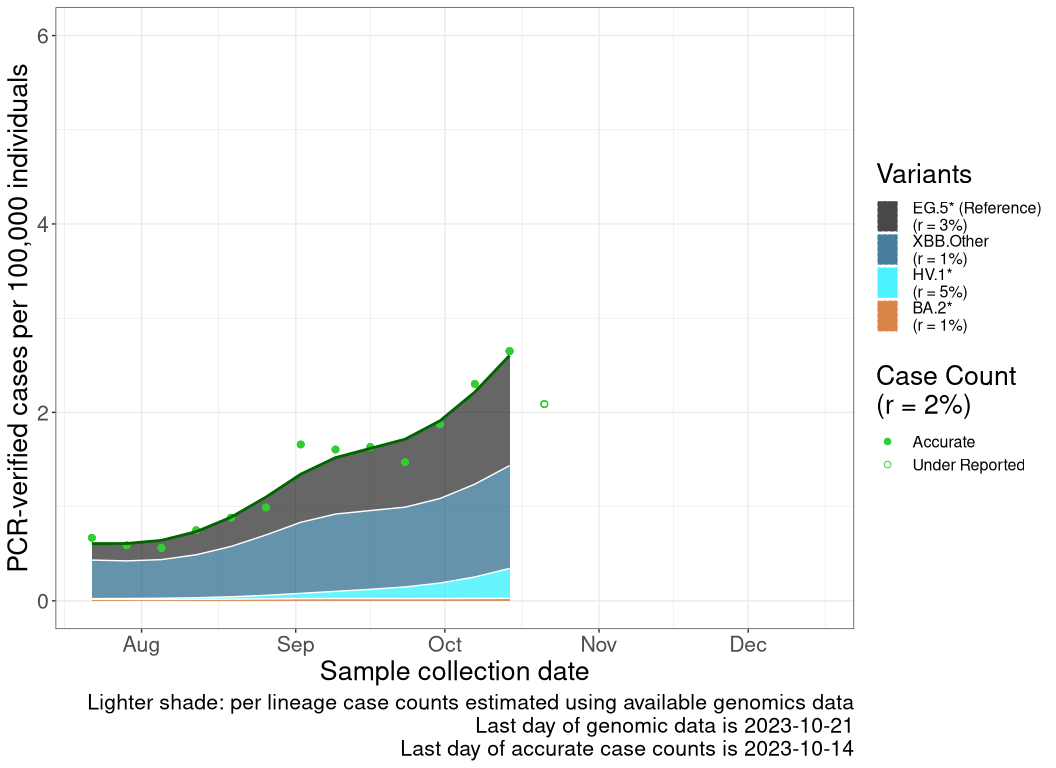 PCR-verified cases per 100,000 individuals
6
4
2
0
Aug Sep Oct Nov Dec
Sample collection date
Variants
EG.5* (Reference)
(r = 3%)
XBB.Other
(r = 1%)
HV.1*
(r = 5%)
BA.2*
(r = 1%)
Case Count
(r = 2%)
Accurate
Under Reported
Lighter shade: per lineage case counts estimated using available genomics data
Last day of genomic data is 2023-10-21
Last day of accurate case counts is 2023-10-14